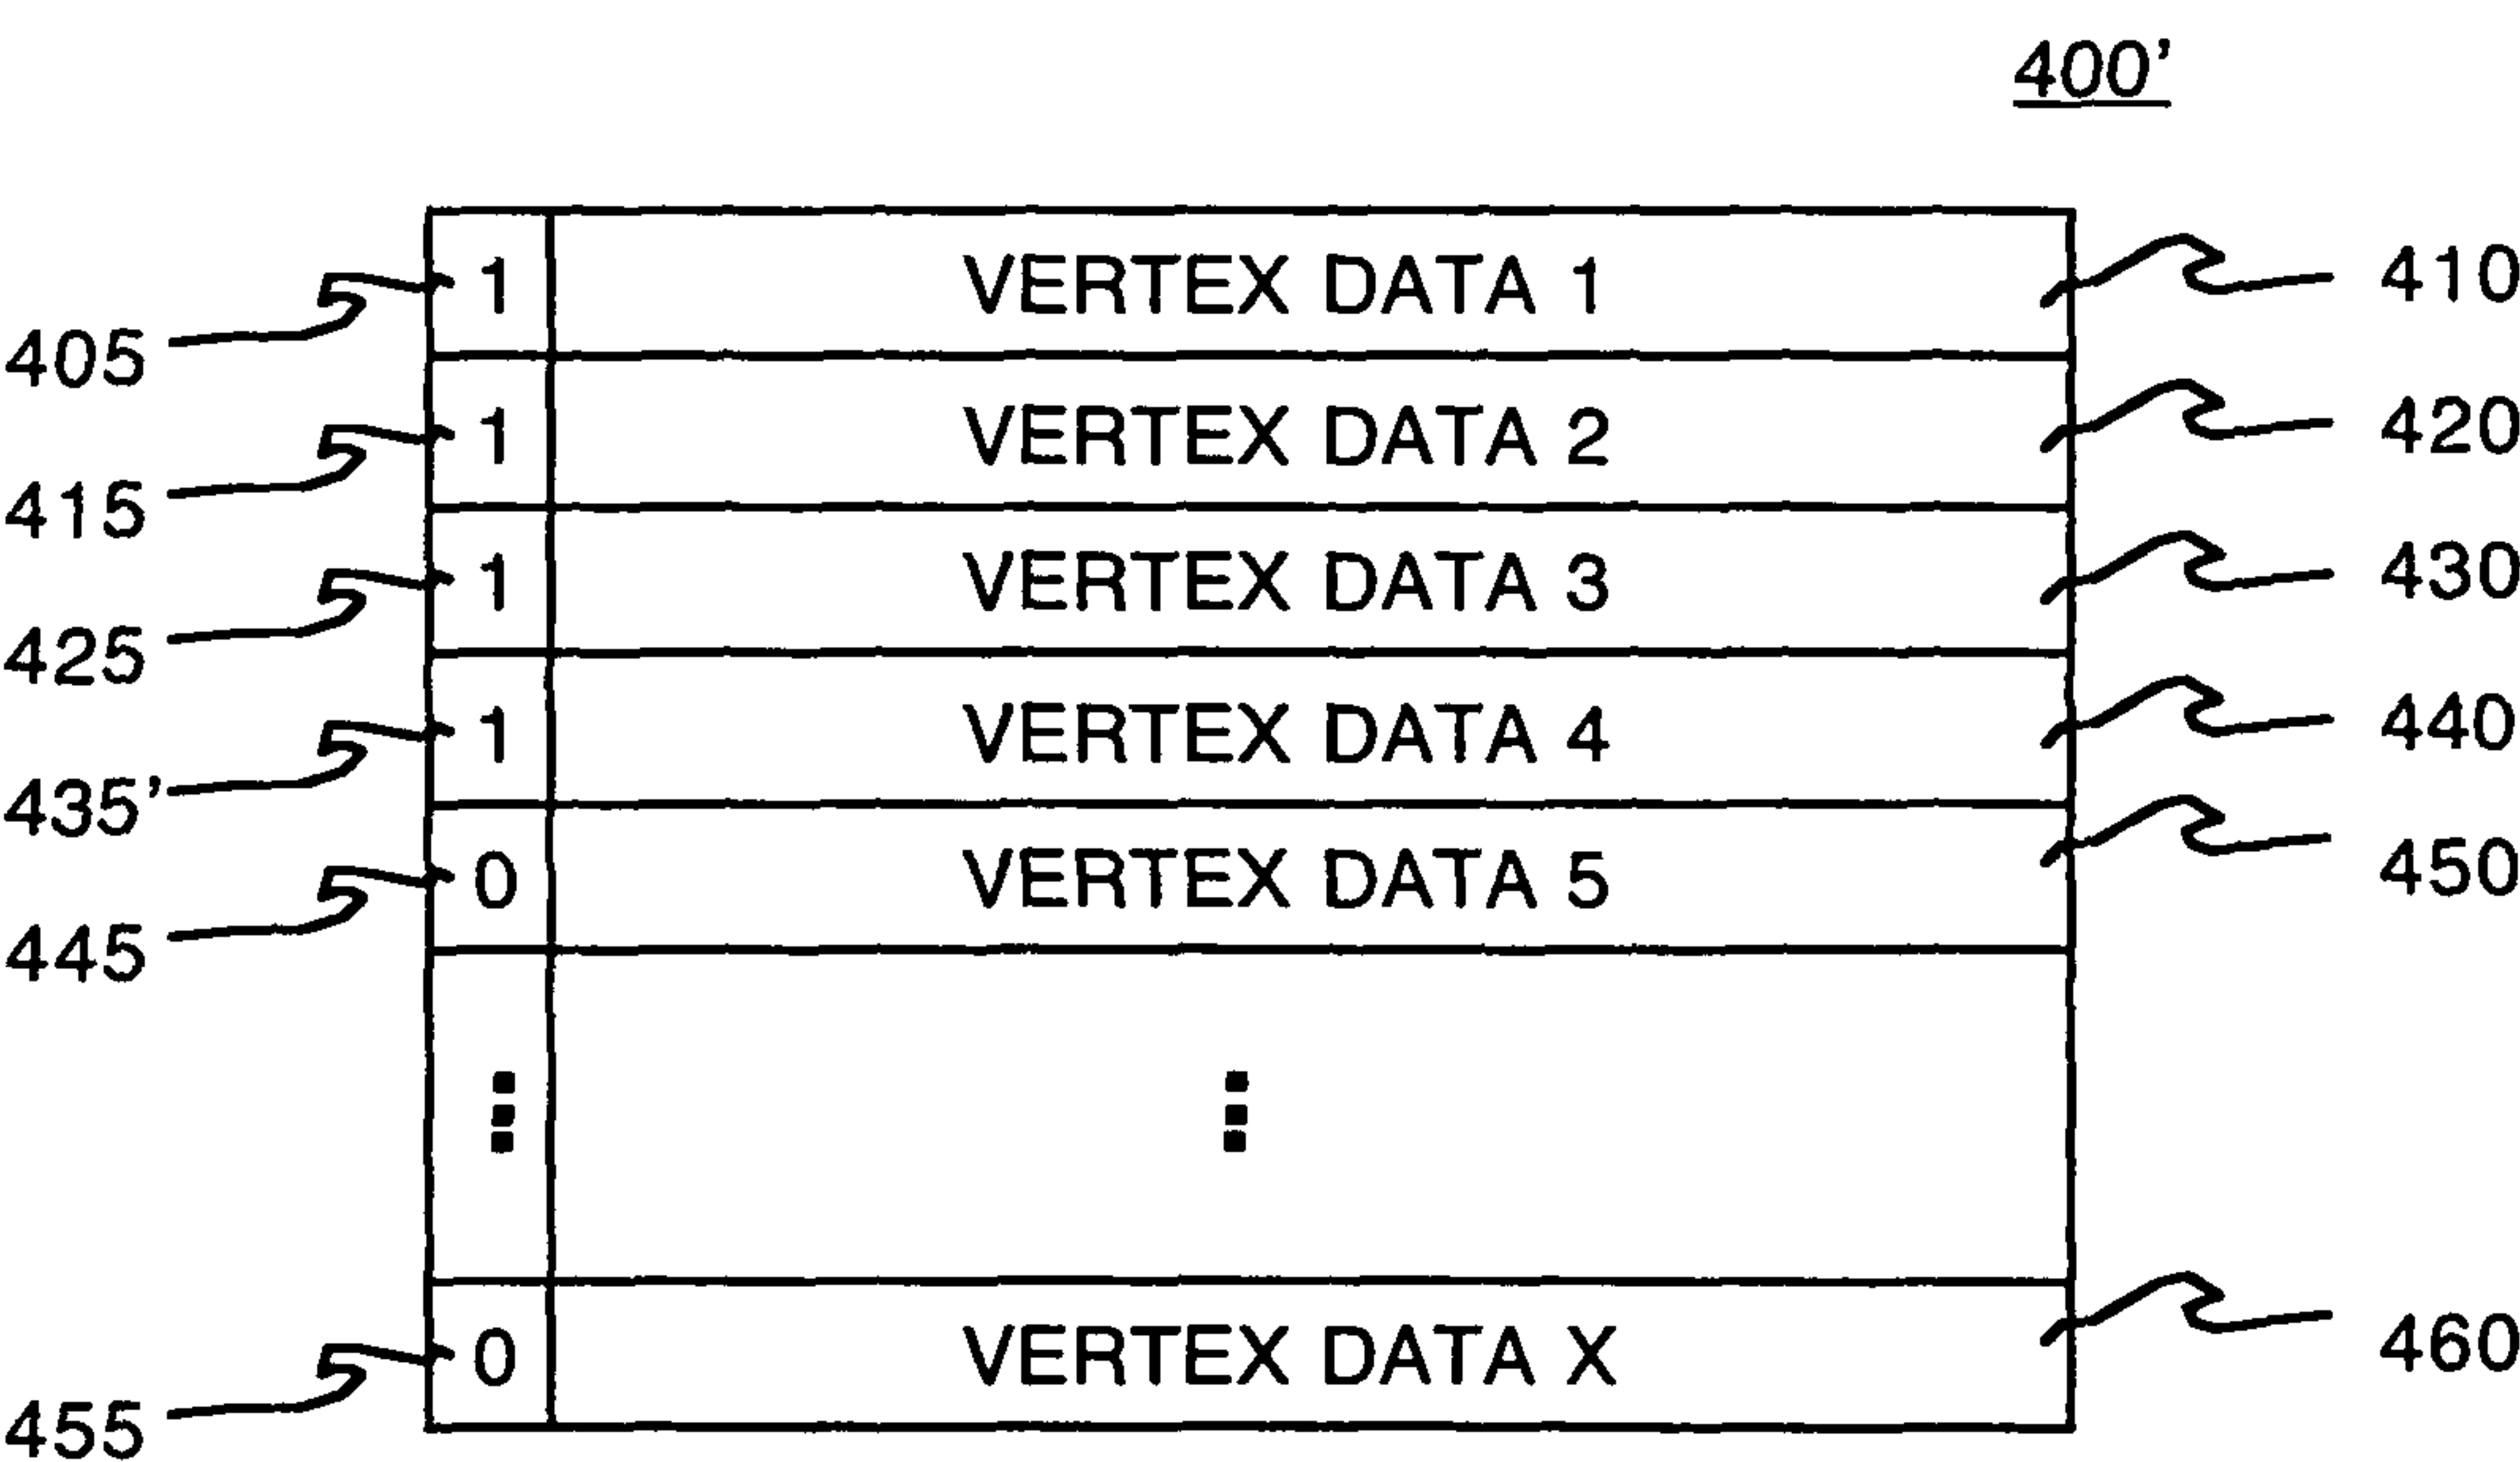 400'
1 VERTEX DATA 1 410
405
1 VERTEX DATA 2 420
415
1 VERTEX DATA 3 430
425
1 VERTEX DATA 4 440
435'
0 VERTEX DATA 5 450
445
0 VERTEX DATA X 460
455